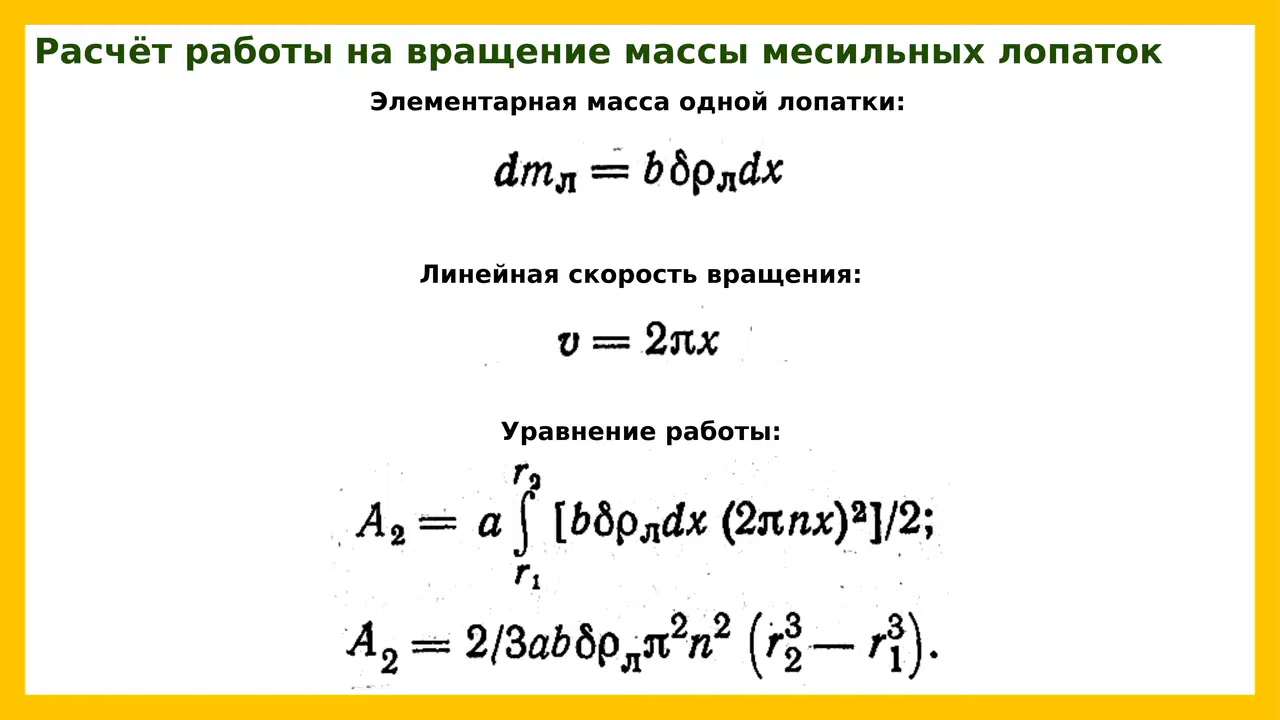 Расчёт работы на вращение массы месильных лопаток
Элементарная масса одной лопатки:
dmл = bδρлdx
Линейная скорость вращения:
v = 2πx
Уравнение работы:
A₂ = a ∫_{r₁}^{r₂} [bδρлdx (2πnx)²]/2;
A₂ = 2/3abδρлπ²n² (r₂³ — r₁³).